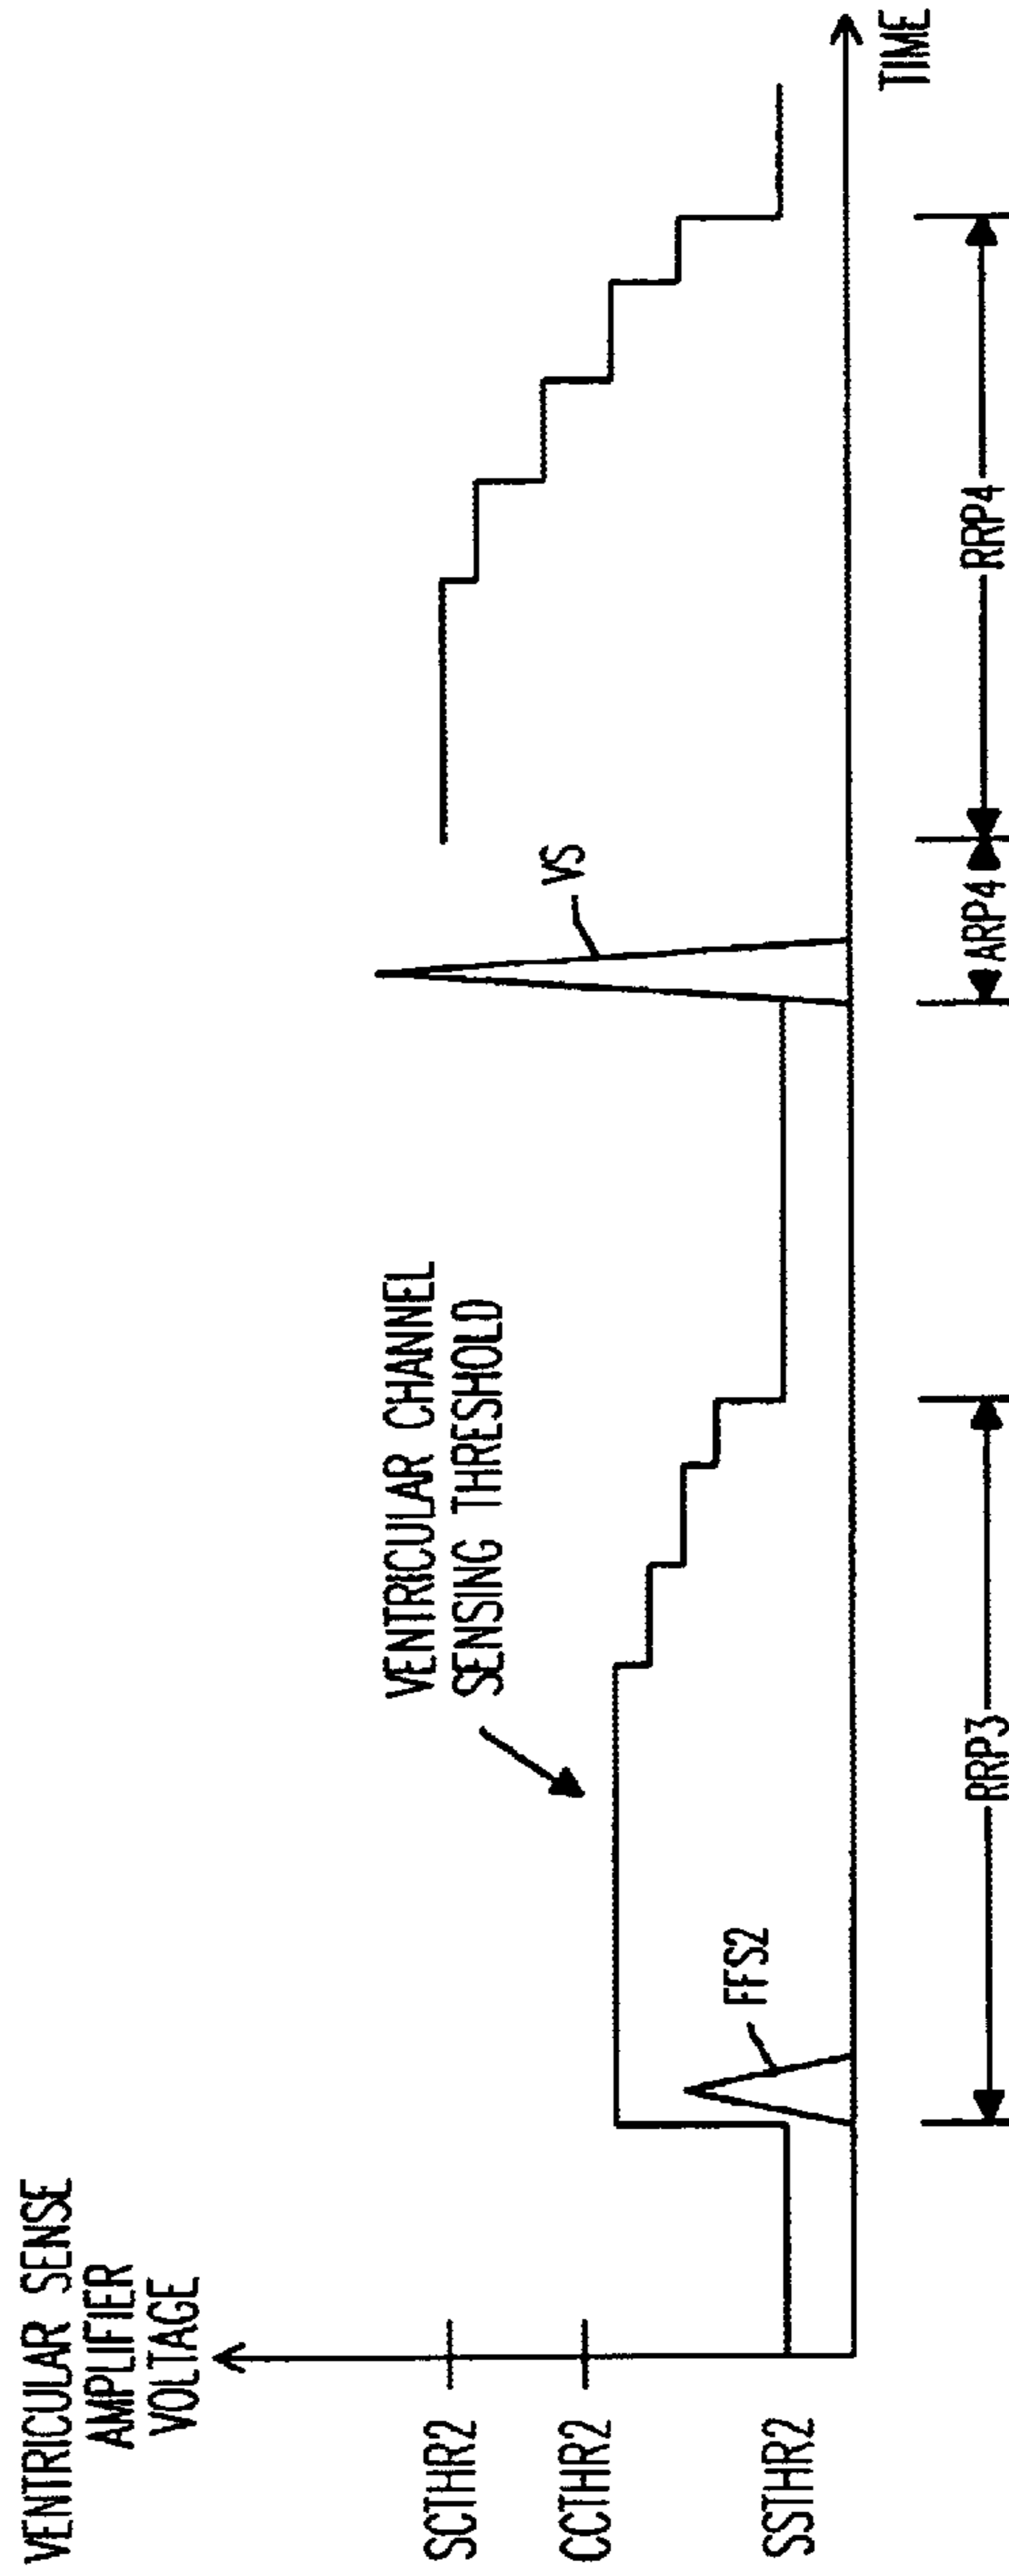 VENTRICULAR SENSE
AMPLIFIER
VOLTAGE
SCTHR2
CCTHR2
SSTHR2
VENTRICULAR CHANNEL
SENSING THRESHOLD
FFS2
VS
TIME
RRP3
ARP4
RRP4